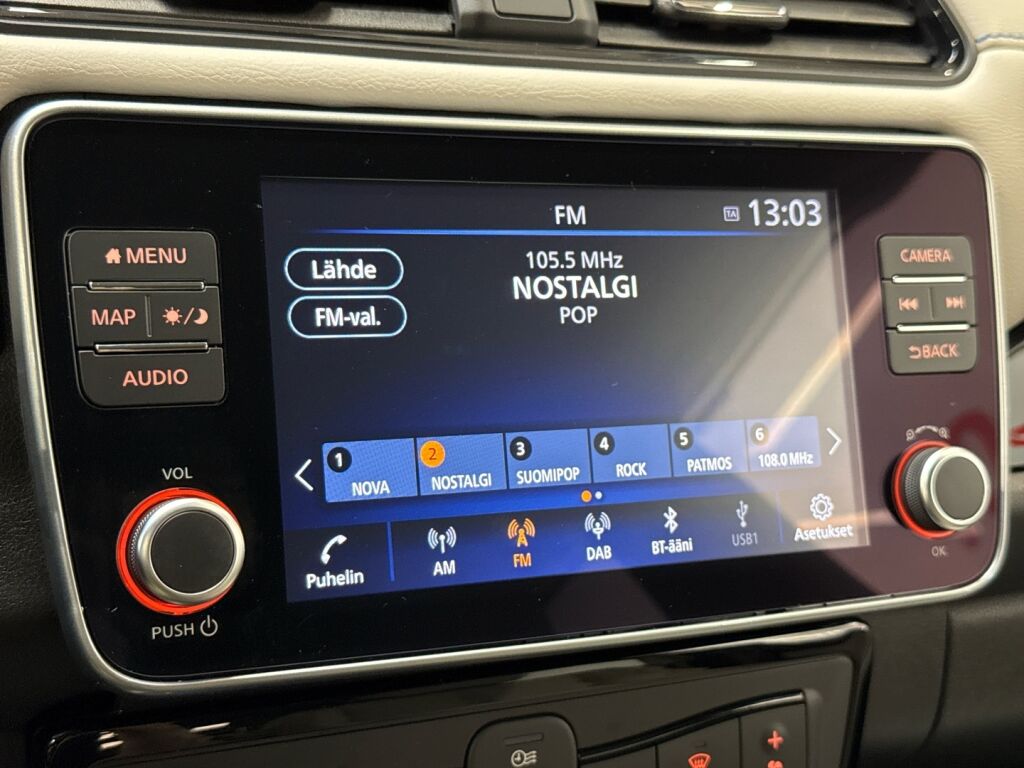 FM
TA
13:03
MENU
MAP
AUDIO
VOL
PUSH
Lähde
FM-val.
105.5 MHz
NOSTALGI
POP
1
NOVA
2
NOSTALGI
3
SUOMIPOP
4
ROCK
5
PATMOS
6
108.0 MHz
Puhelin
AM
FM
DAB
BT-ääni
USB1
Asetukset
CAMERA
BACK
OK